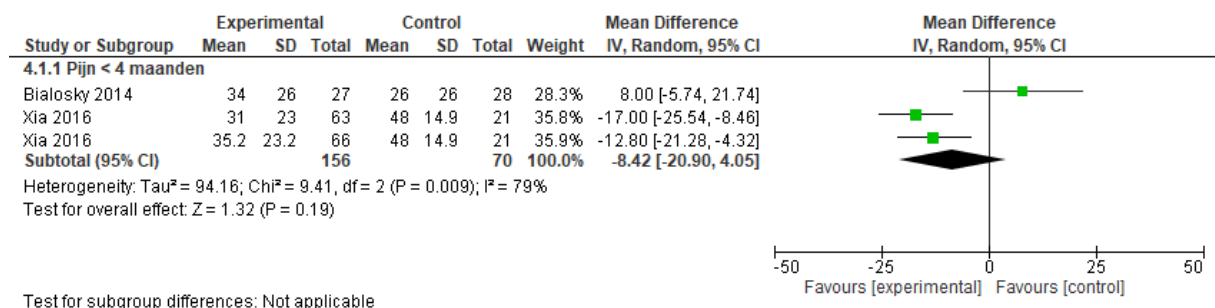 Experimental Control Mean Difference Mean Difference
Study or Subgroup Mean SD Total Mean SD Total Weight IV, Random, 95% CI IV, Random, 95% CI
4.1.1 Pijn < 4 maanden
Bialosky 2014 34 26 27 26 26 28 28.3% 8.00 [-5.74, 21.74]
Xia 2016 31 23 63 48 14.9 21 35.8% -17.00 [-25.54, -8.46]
Xia 2016 35.2 23.2 66 48 14.9 21 35.9% -12.80 [-21.28, -4.32]
Subtotal (95% CI) 156 70 100.0% -8.42 [-20.90, 4.05]
Heterogeneity: Tau² = 94.16; Chi² = 9.41, df = 2 (P = 0.009); I² = 79%
Test for overall effect: Z = 1.32 (P = 0.19)
-50 -25 0 25 50
Favours [experimental] Favours [control]
Test for subgroup differences: Not applicable